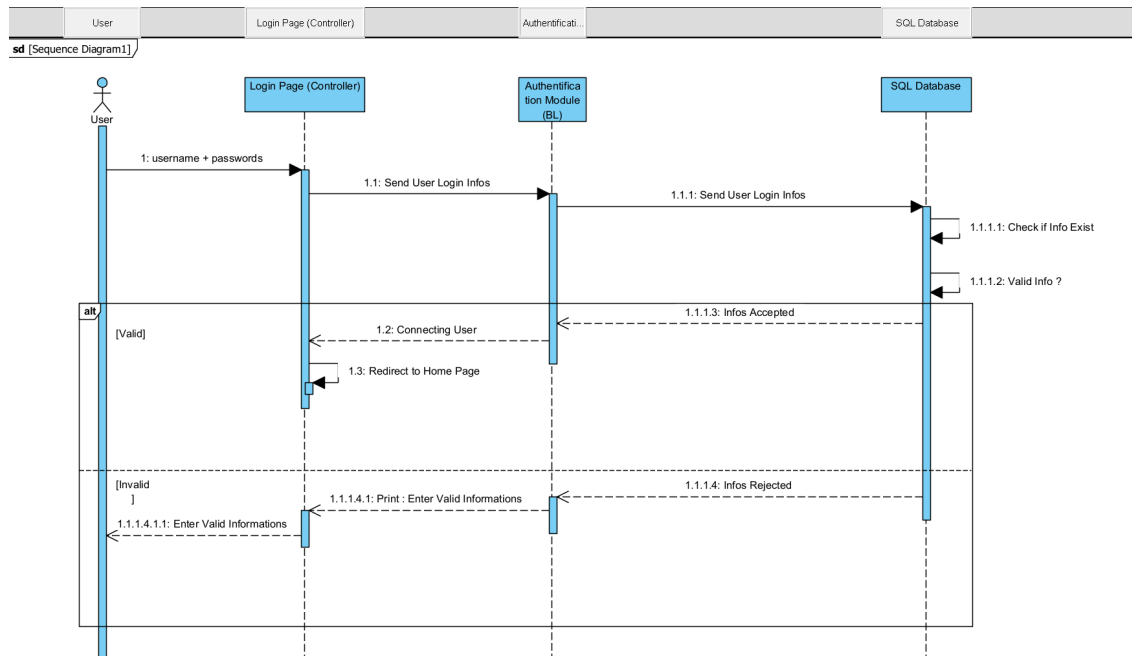 User
Login Page (Controller)
Authentificati...
SQL Database
sd [Sequence Diagram1]
Login Page (Controller)
Authentifica
tion Module
(BL)
SQL Database
User
1: username + passwords
1.1: Send User Login Infos
1.1.1: Send User Login Infos
1.1.1.1: Check if Info Exist
1.1.1.2: Valid Info ?
alt
[Valid]
1.1.1.3: Infos Accepted
1.2: Connecting User
1.3: Redirect to Home Page
[Invalid
]
1.1.1.4: Infos Rejected
1.1.1.4.1: Print : Enter Valid Informations
1.1.1.4.1.1: Enter Valid Informations